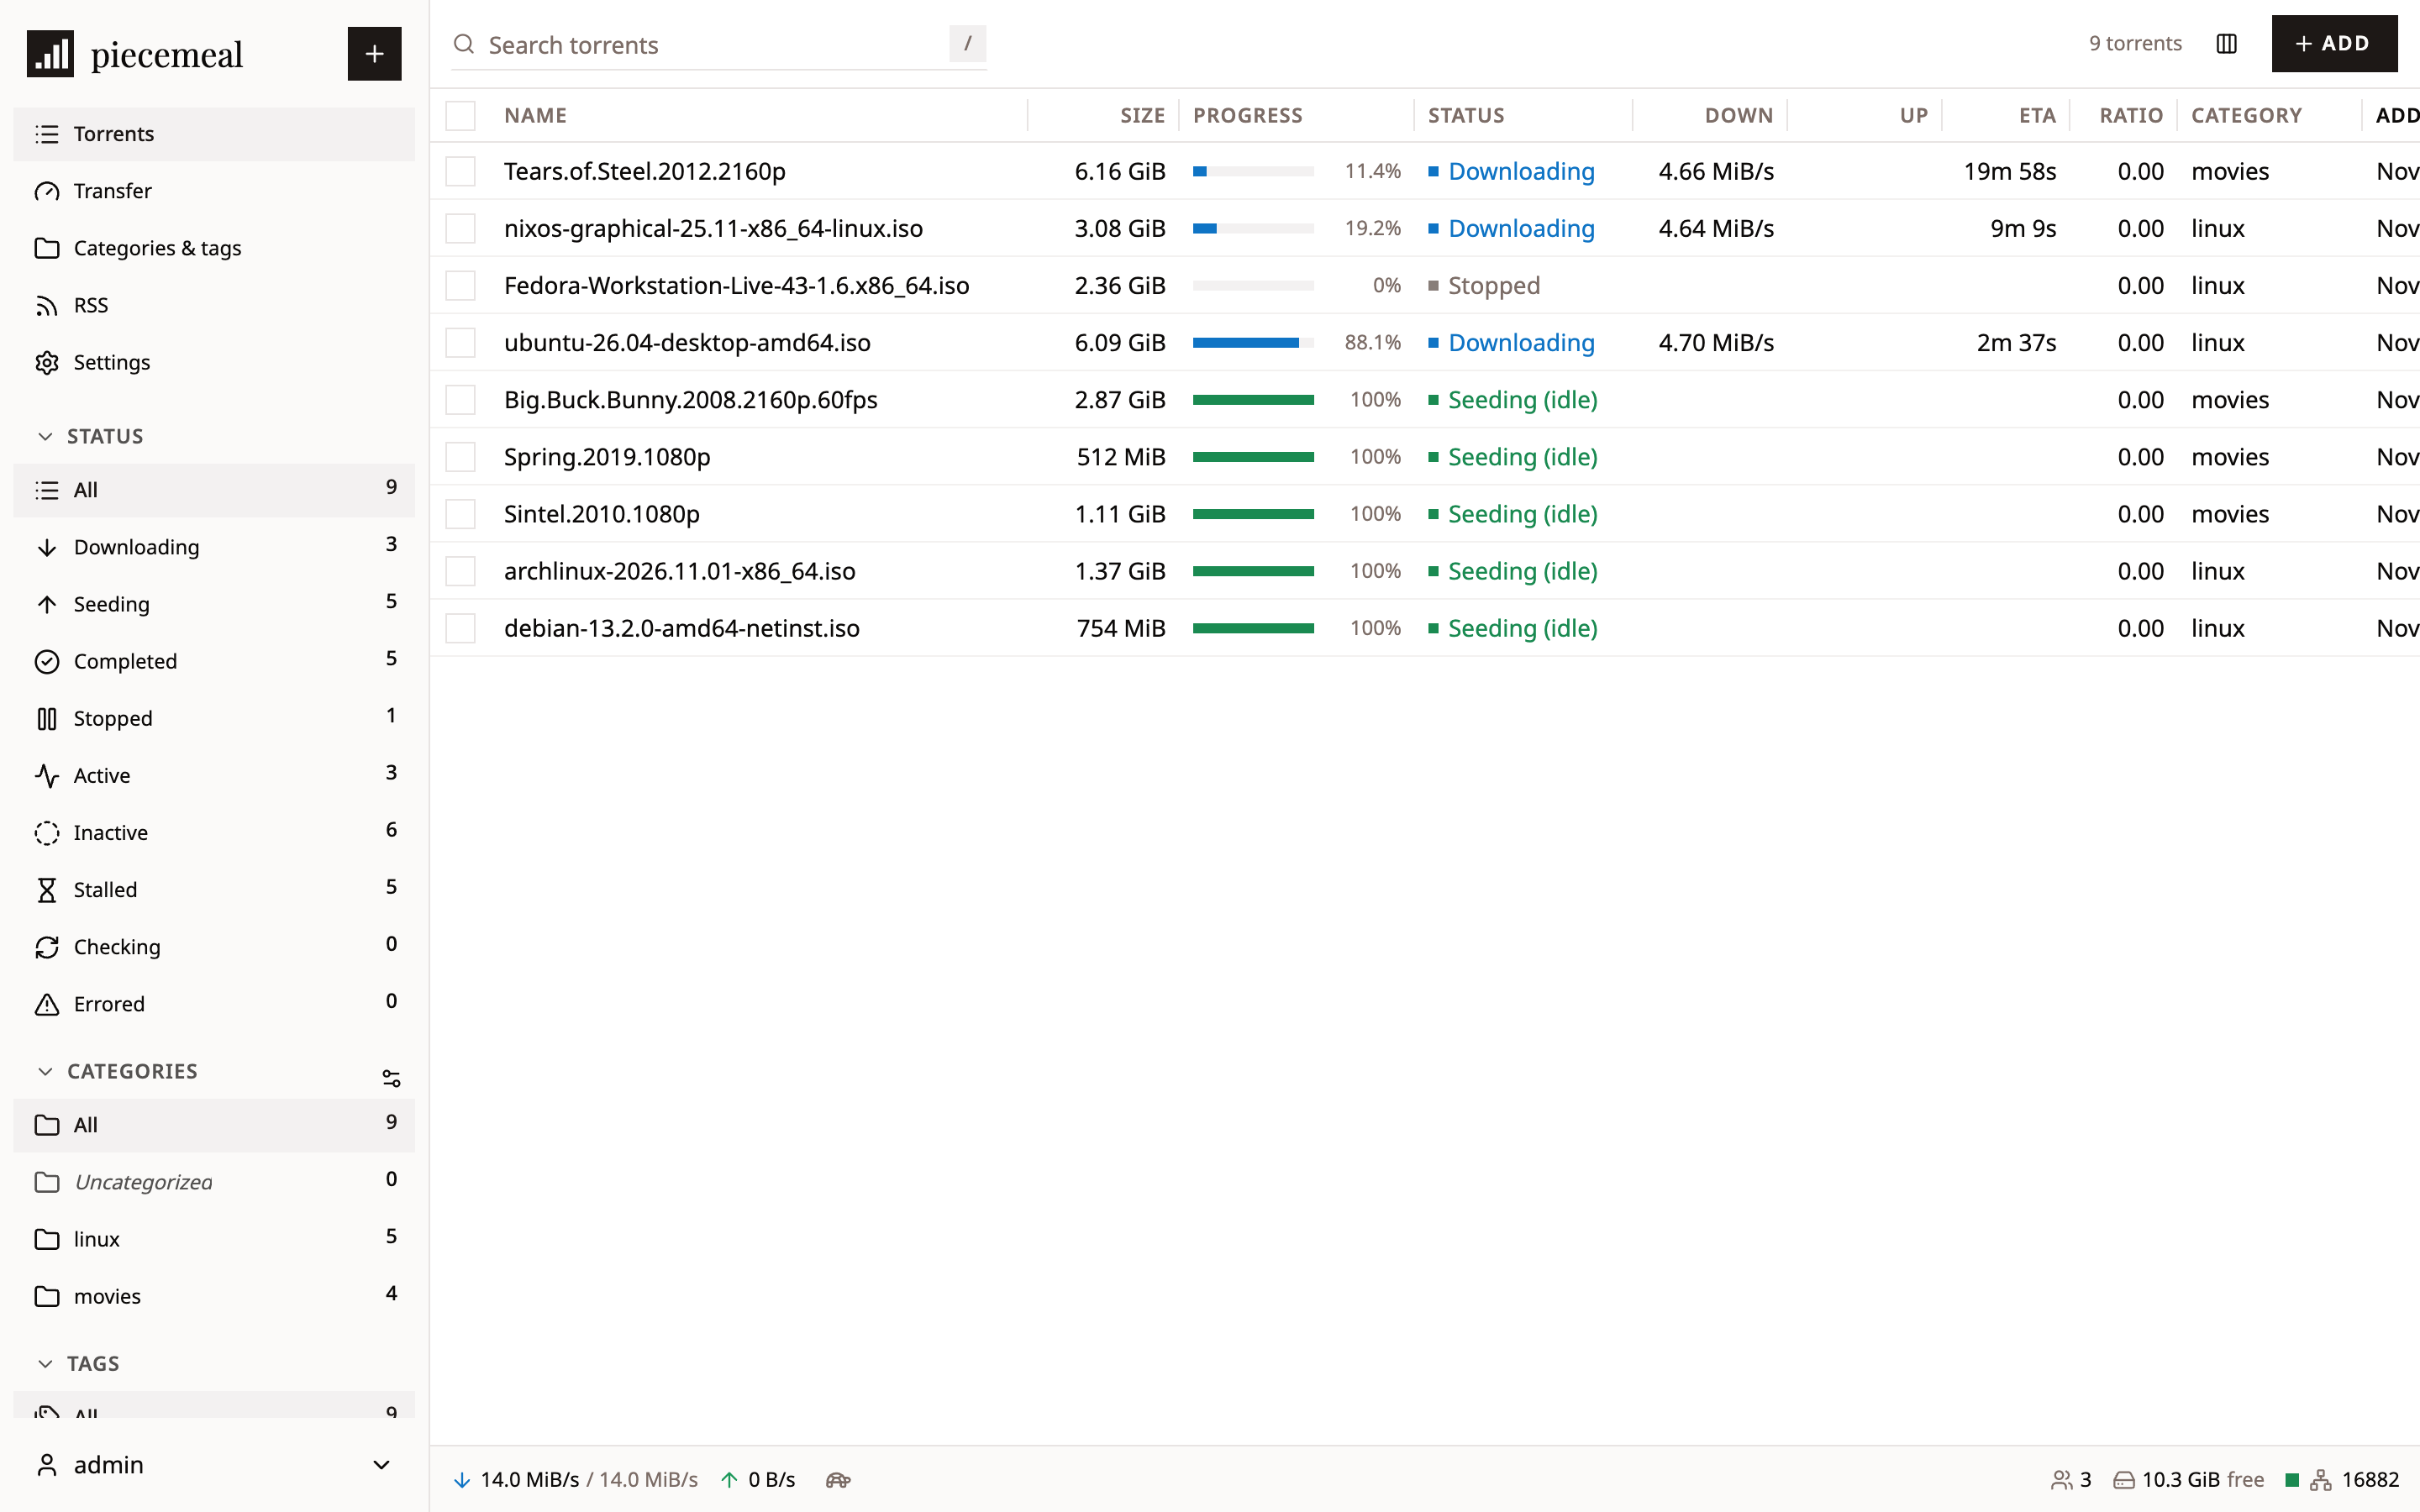 piecemeal
Torrents
Transfer
Categories & tags
RSS
Settings
STATUS
All 9
Downloading 3
Seeding 5
Completed 5
Stopped 1
Active 3
Inactive 6
Stalled 5
Checking 0
Errored 0
CATEGORIES
All 9
Uncategorized 0
linux 5
movies 4
TAGS
All 9
admin
Search torrents /
9 torrents
+ ADD
NAME SIZE PROGRESS STATUS DOWN UP ETA RATIO CATEGORY ADD
Tears.of.Steel.2012.2160p 6.16 GiB 11.4% Downloading 4.66 MiB/s 19m 58s 0.00 movies Nov
nixos-graphical-25.11-x86_64-linux.iso 3.08 GiB 19.2% Downloading 4.64 MiB/s 9m 9s 0.00 linux Nov
Fedora-Workstation-Live-43-1.6.x86_64.iso 2.36 GiB 0% Stopped 0.00 linux Nov
ubuntu-26.04-desktop-amd64.iso 6.09 GiB 88.1% Downloading 4.70 MiB/s 2m 37s 0.00 linux Nov
Big.Buck.Bunny.2008.2160p.60fps 2.87 GiB 100% Seeding (idle) 0.00 movies Nov
Spring.2019.1080p 512 MiB 100% Seeding (idle) 0.00 movies Nov
Sintel.2010.1080p 1.11 GiB 100% Seeding (idle) 0.00 movies Nov
archlinux-2026.11.01-x86_64.iso 1.37 GiB 100% Seeding (idle) 0.00 linux Nov
debian-13.2.0-amd64-netinst.iso 754 MiB 100% Seeding (idle) 0.00 linux Nov
14.0 MiB/s / 14.0 MiB/s 0 B/s
3 10.3 GiB free 16882